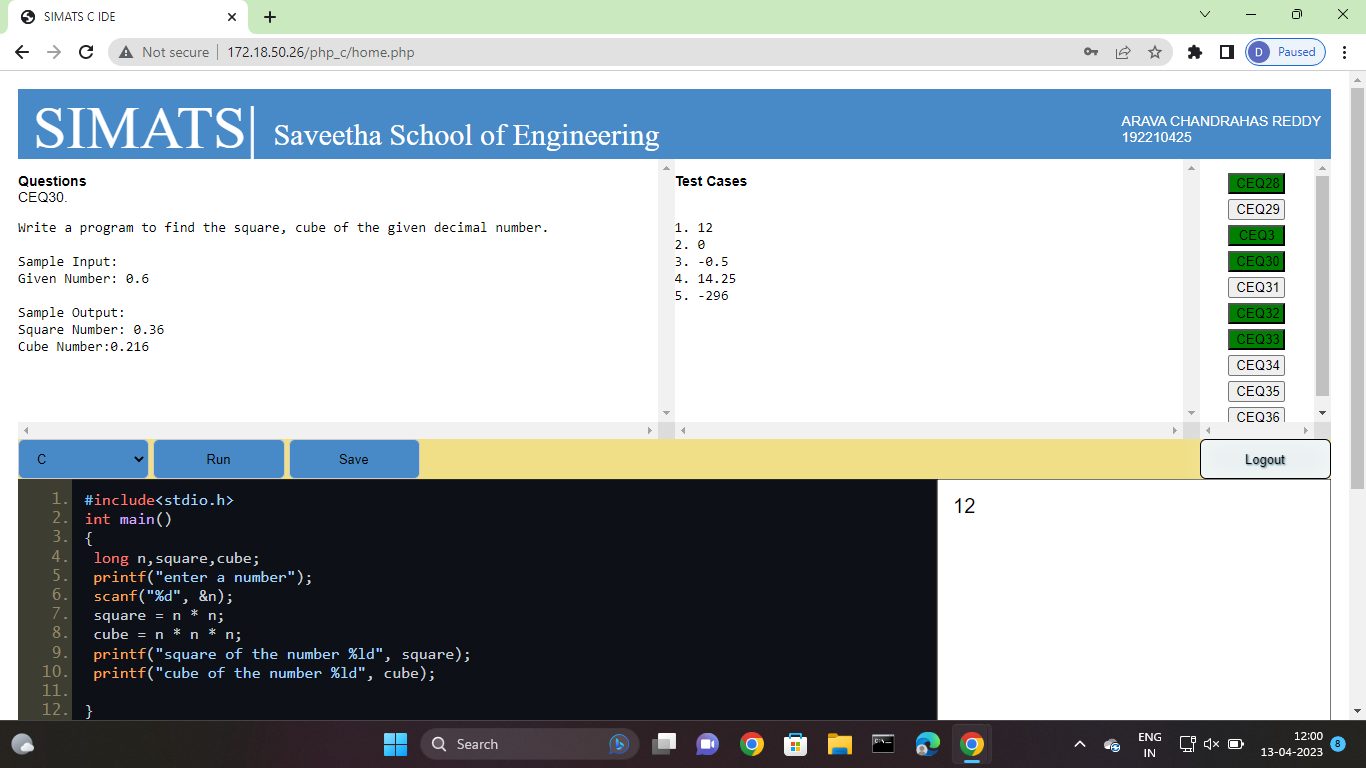 SIMATS C IDE
Not secure | 172.18.50.26/php_c/home.php
D Paused
SIMATS| Saveetha School of Engineering
ARAVA CHANDRAHAS REDDY
192210425
Questions
CEQ30.
Write a program to find the square, cube of the given decimal number.
Sample Input:
Given Number: 0.6
Sample Output:
Square Number: 0.36
Cube Number:0.216
Test Cases
1. 12
2. 0
3. -0.5
4. 14.25
5. -296
CEQ28
CEQ29
CEQ3
CEQ30
CEQ31
CEQ32
CEQ33
CEQ34
CEQ35
CEQ36
C
Run
Save
Logout
1. #include<stdio.h>
2. int main()
3. {
4. long n,square,cube;
5. printf("enter a number");
6. scanf("%d", &n);
7. square = n * n;
8. cube = n * n * n;
9. printf("square of the number %ld", square);
10. printf("cube of the number %ld", cube);
11.
12. }
12
Search
ENG
IN
12:00
13-04-2023
8